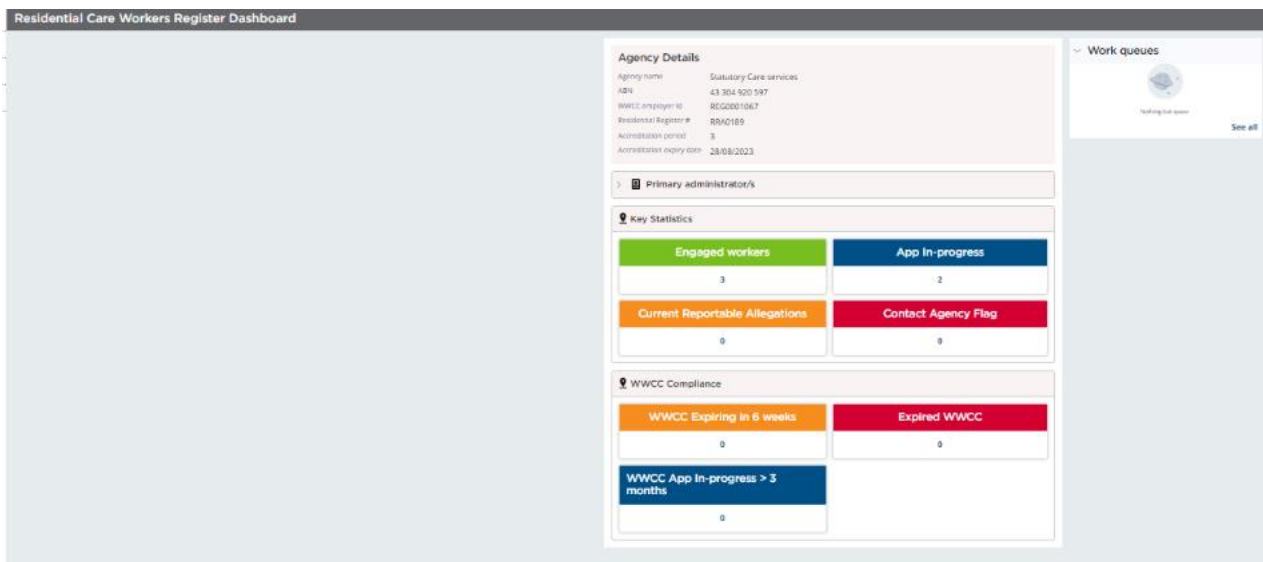 Residential Care Workers Register Dashboard
Agency Details
Agency name Statutory Care services
ABN 43 304 920 597
WWCC employer id REG0001067
Residential Register # RRA0189
Accreditation period 3
Accreditation expiry date 28/08/2023
Primary administrator/s
Key Statistics
Engaged workers App In-progress
3 2
Current Reportable Allegations Contact Agency Flag
0 0
WWCC Compliance
WWCC Expiring in 6 weeks Expired WWCC
0 0
WWCC App In-progress > 3
months
0
Work queues
Nothing in queue
See all